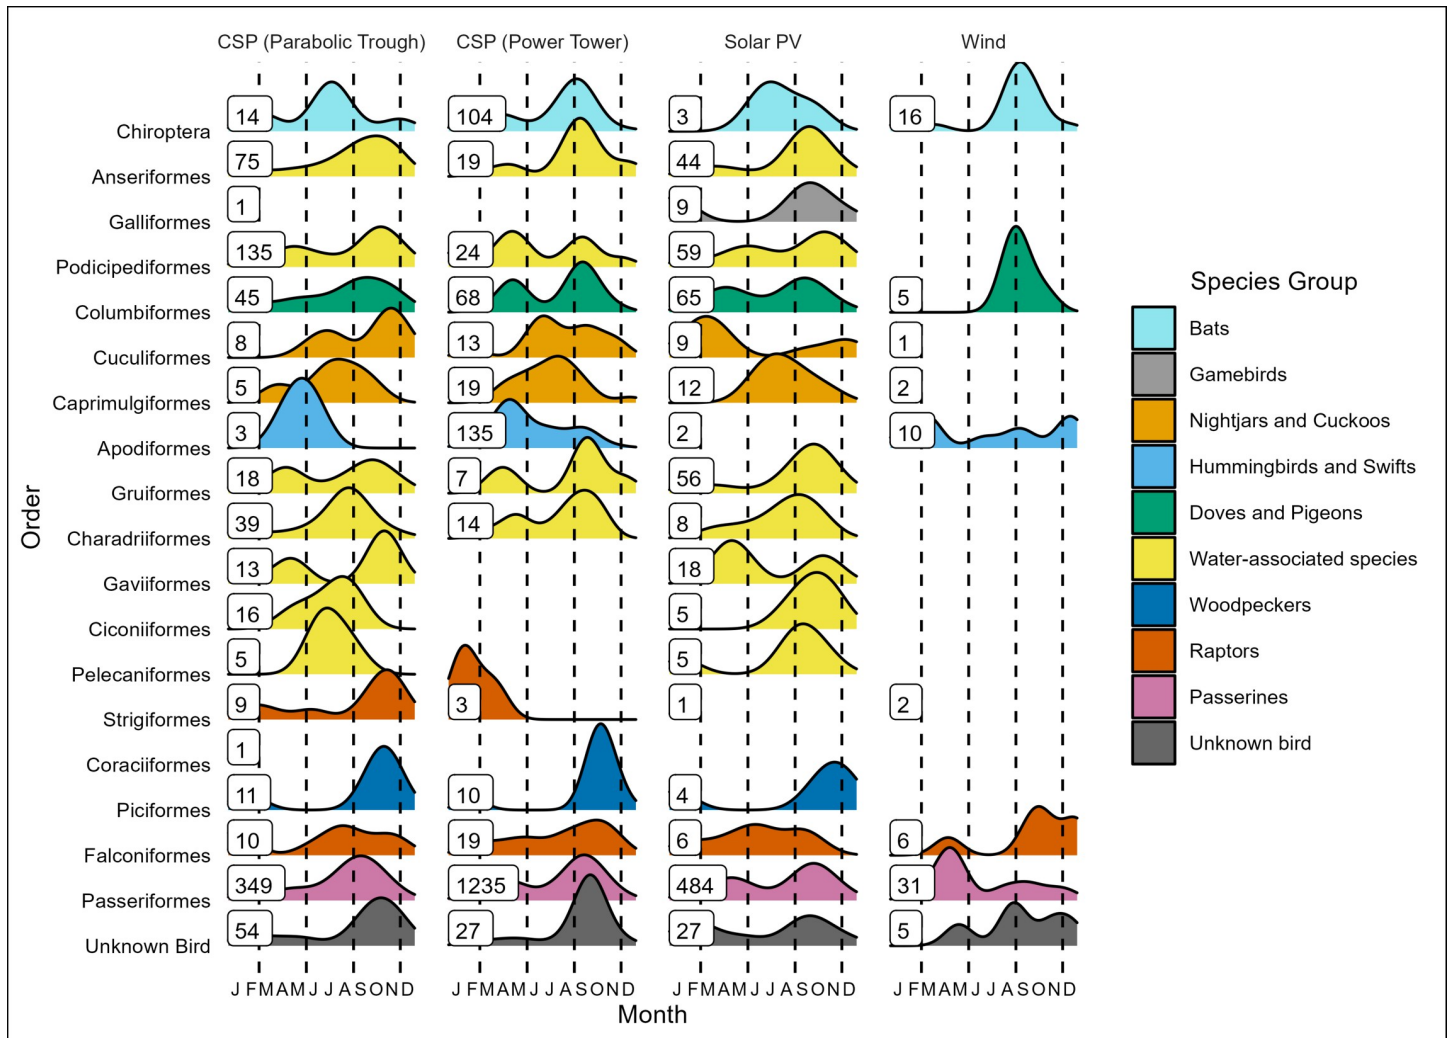 CSP (Parabolic Trough) CSP (Power Tower) Solar PV Wind
Chiroptera 14 104 3 16
Anseriformes 75 19 44
Galliformes 1 9
Podicipediformes 135 24 59
Columbiformes 45 68 65 5
Cuculiformes 8 13 9 1
Caprimulgiformes 5 19 12 2
Apodiformes 3 135 2 10
Gruiformes 18 7 56
Charadriiformes 39 14 8
Gaviiformes 13 18
Ciconiiformes 16 5
Pelecaniformes 5 5
Strigiformes 9 3 1 2
Coraciiformes 1
Piciformes 11 10 4
Falconiformes 10 19 6 6
Passeriformes 349 1235 484 31
Unknown Bird 54 27 27 5
J F M A M J J A S O N D J F M A M J J A S O N D J F M A M J J A S O N D J F M A M J J A S O N D
Month
Order
Species Group
Bats
Gamebirds
Nightjars and Cuckoos
Hummingbirds and Swifts
Doves and Pigeons
Water-associated species
Woodpeckers
Raptors
Passerines
Unknown bird